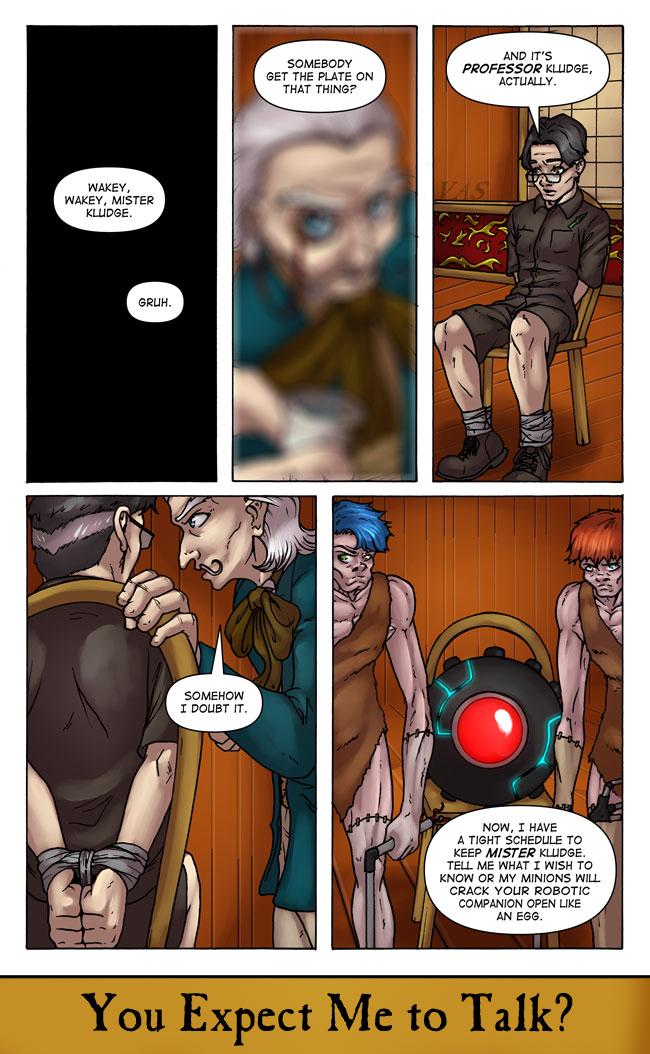 WAKEY,
WAKEY, MISTER
KLUDGE.
GRUH.
SOMEBODY
GET THE PLATE ON
THAT THING?
AND IT'S
PROFESSOR KLUDGE,
ACTUALLY.
VAS
SOMEHOW
I DOUBT IT.
NOW, I HAVE
A TIGHT SCHEDULE TO
KEEP MISTER KLUDGE.
TELL ME WHAT I WISH TO
KNOW OR MY MINIONS WILL
CRACK YOUR ROBOTIC
COMPANION OPEN LIKE
AN EGG.
You Expect Me to Talk?